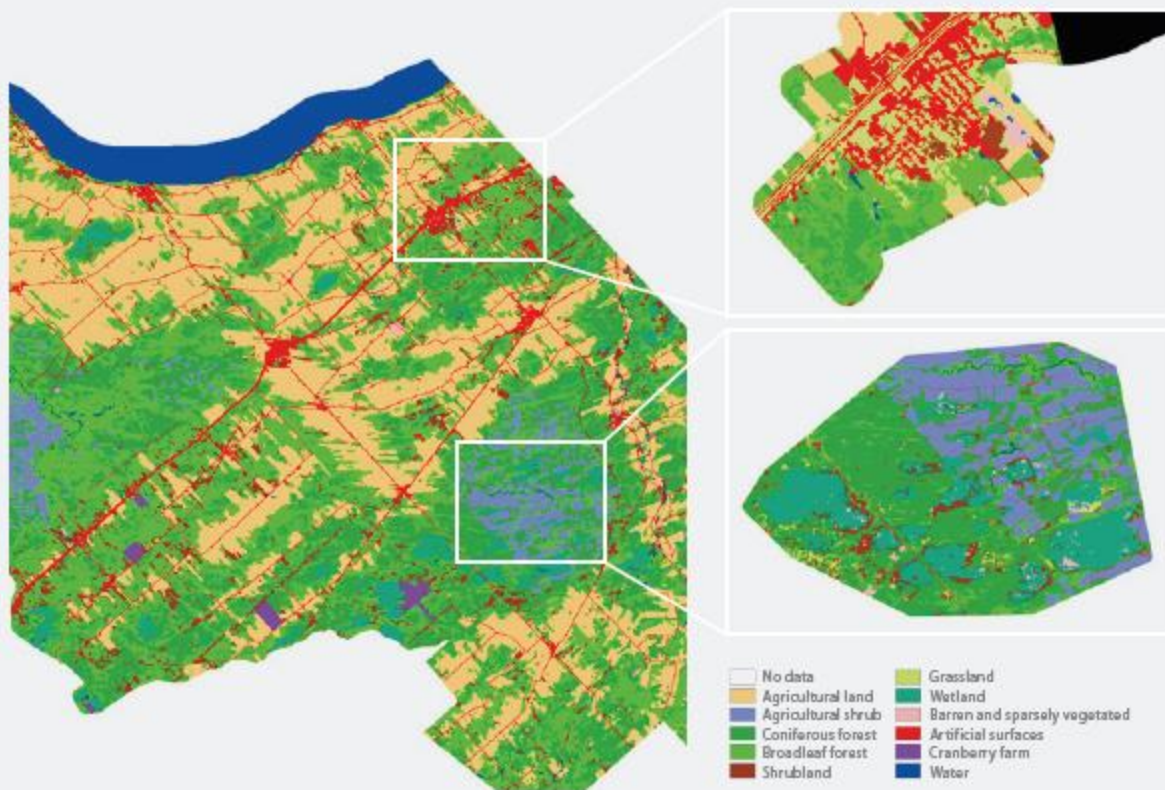 No data
Agricultural land
Agricultural shrub
Coniferous forest
Broadleaf forest
Shrubland
Grassland
Wetland
Barren and sparsely vegetated
Artificial surfaces
Cranberry farm
Water